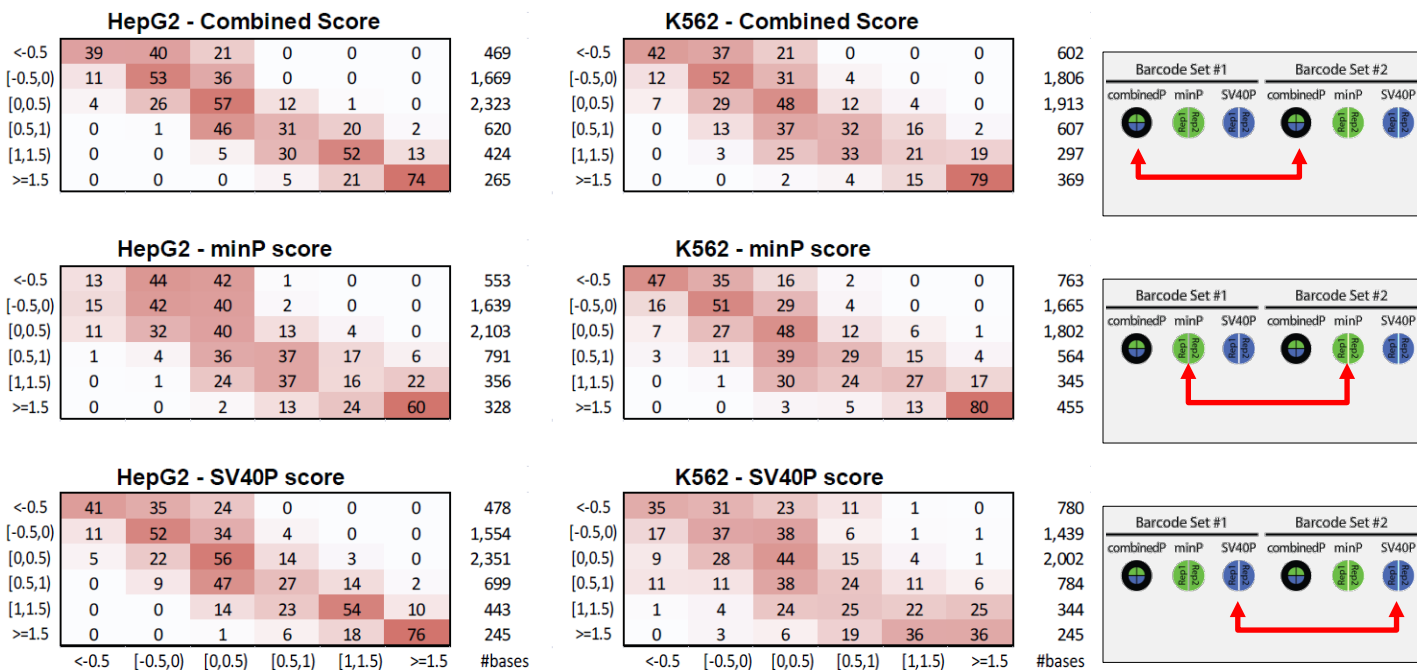 HepG2 - Combined Score
<-0.5 39 40 21 0 0 0 469
[-0.5,0) 11 53 36 0 0 0 1,669
[0,0.5) 4 26 57 12 1 0 2,323
[0.5,1) 0 1 46 31 20 2 620
[1,1.5) 0 0 5 30 52 13 424
>=1.5 0 0 0 5 21 74 265
K562 - Combined Score
<-0.5 42 37 21 0 0 0 602
[-0.5,0) 12 52 31 4 0 0 1,806
[0,0.5) 7 29 48 12 4 0 1,913
[0.5,1) 0 13 37 32 16 2 607
[1,1.5) 0 3 25 33 21 19 297
>=1.5 0 0 2 4 15 79 369
Barcode Set #1 Barcode Set #2
combinedP minP SV40P combinedP minP SV40P
Rep1 Rep2 Rep1 Rep2 Rep1 Rep2 Rep1 Rep2
HepG2 - minP score
<-0.5 13 44 42 1 0 0 553
[-0.5,0) 15 42 40 2 0 0 1,639
[0,0.5) 11 32 40 13 4 0 2,103
[0.5,1) 1 4 36 37 17 6 791
[1,1.5) 0 1 24 37 16 22 356
>=1.5 0 0 2 13 24 60 328
K562 - minP score
<-0.5 47 35 16 2 0 0 763
[-0.5,0) 16 51 29 4 0 0 1,665
[0,0.5) 7 27 48 12 6 1 1,802
[0.5,1) 3 11 39 29 15 4 564
[1,1.5) 0 1 30 24 27 17 345
>=1.5 0 0 3 5 13 80 455
Barcode Set #1 Barcode Set #2
combinedP minP SV40P combinedP minP SV40P
Rep1 Rep2 Rep1 Rep2 Rep1 Rep2 Rep1 Rep2
HepG2 - SV40P score
<-0.5 41 35 24 0 0 0 478
[-0.5,0) 11 52 34 4 0 0 1,554
[0,0.5) 5 22 56 14 3 0 2,351
[0.5,1) 0 9 47 27 14 2 699
[1,1.5) 0 0 14 23 54 10 443
>=1.5 0 0 1 6 18 76 245
<-0.5 [-0.5,0) [0,0.5) [0.5,1) [1,1.5) >=1.5 #bases
K562 - SV40P score
<-0.5 35 31 23 11 1 0 780
[-0.5,0) 17 37 38 6 1 1 1,439
[0,0.5) 9 28 44 15 4 1 2,002
[0.5,1) 11 11 38 24 11 6 784
[1,1.5) 1 4 24 25 22 25 344
>=1.5 0 3 6 19 36 36 245
<-0.5 [-0.5,0) [0,0.5) [0.5,1) [1,1.5) >=1.5 #bases
Barcode Set #1 Barcode Set #2
combinedP minP SV40P combinedP minP SV40P
Rep1 Rep2 Rep1 Rep2 Rep1 Rep2 Rep1 Rep2